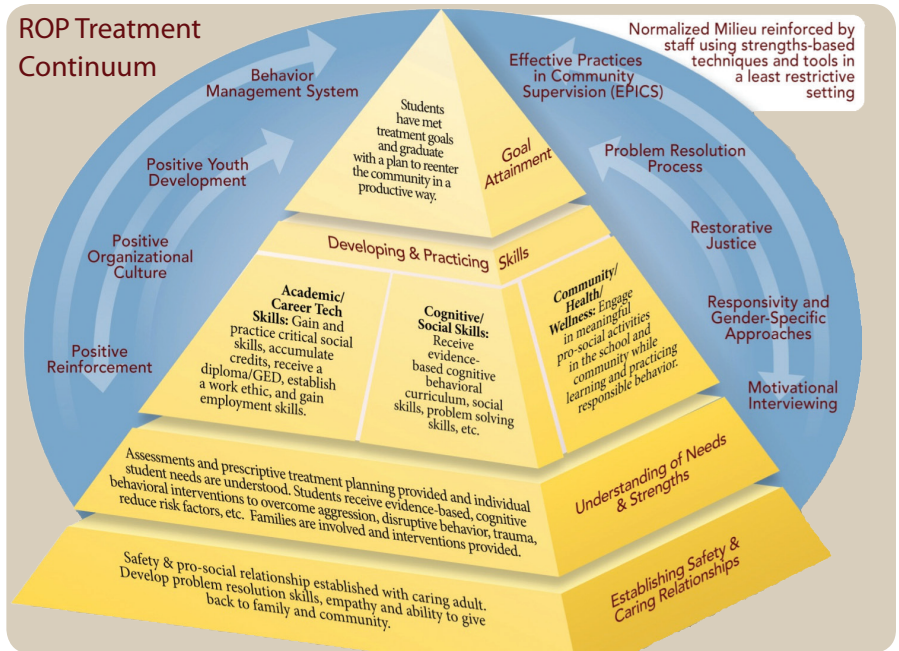 ROP Treatment
Continuum
Normalized Milieu reinforced by
staff using strengths-based
techniques and tools in
a least restrictive
setting
Behavior
Management System
Positive Youth
Development
Positive
Organizational
Culture
Positive
Reinforcement
Effective Practices
in Community
Supervision (EPICS)
Problem Resolution
Process
Restorative
Justice
Responsivity and
Gender-Specific
Approaches
Motivational
Interviewing
Students
have met
treatment goals
and graduate
with a plan to reenter
the community in a
productive way.
Goal
Attainment
Developing & Practicing Skills
Academic/
Career Tech
Skills: Gain and
practice critical social
skills, accumulate
credits, receive a
diploma/GED, establish
a work ethic, and gain
employment skills.
Cognitive/
Social Skills:
Receive
evidence-
based cognitive
behavioral
curriculum, social
skills, problem solving
skills, etc.
Community/
Health/
Wellness: Engage
in meaningful
pro-social activities
in the school and
community while
learning and practicing
responsible behavior.
Assessments and prescriptive treatment planning provided and individual
student needs are understood. Students receive evidence-based, cognitive
behavioral interventions to overcome aggression, disruptive behavior, trauma,
reduce risk factors, etc. Families are involved and interventions provided.
Understanding of Needs
& Strengths
Safety & pro-social relationship established with caring adult.
Develop problem resolution skills, empathy and ability to give
back to family and community.
Establishing Safety &
Caring Relationships